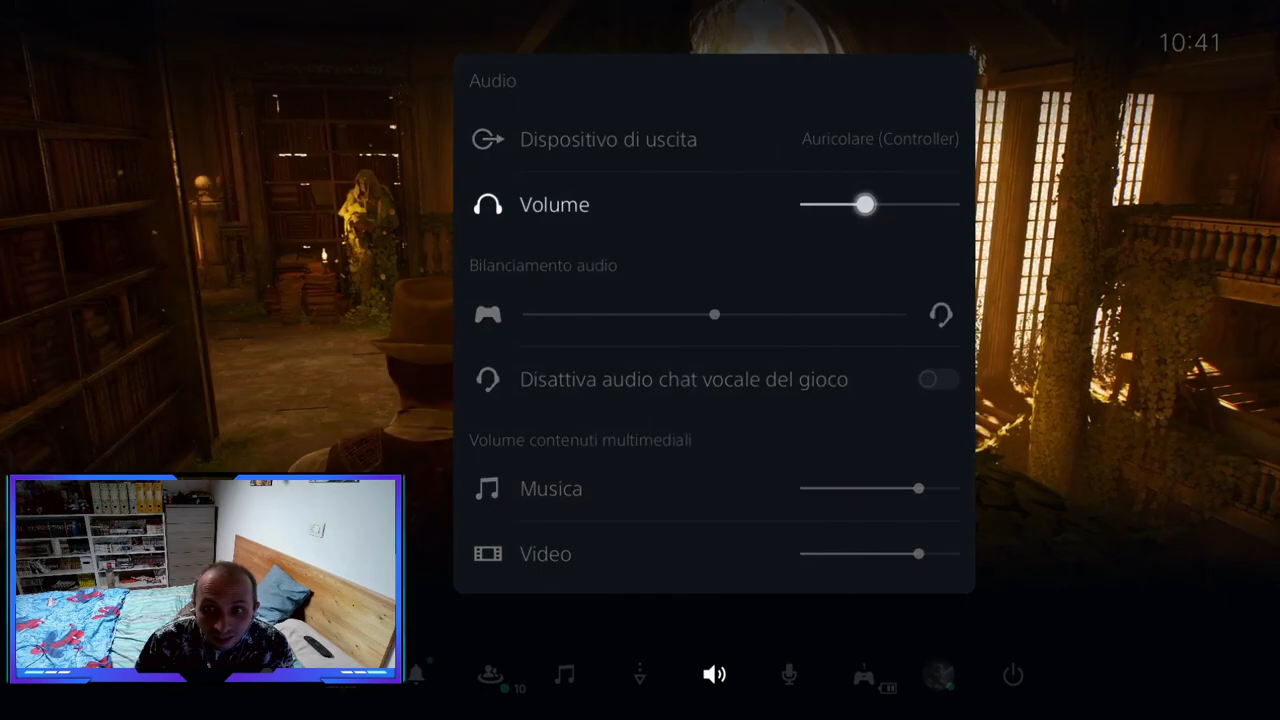 10:41
Audio
Dispositivo di uscita
Auricolare (Controller)
Volume
Bilanciamento audio
Disattiva audio chat vocale del gioco
Volume contenuti multimediali
Musica
Video
10